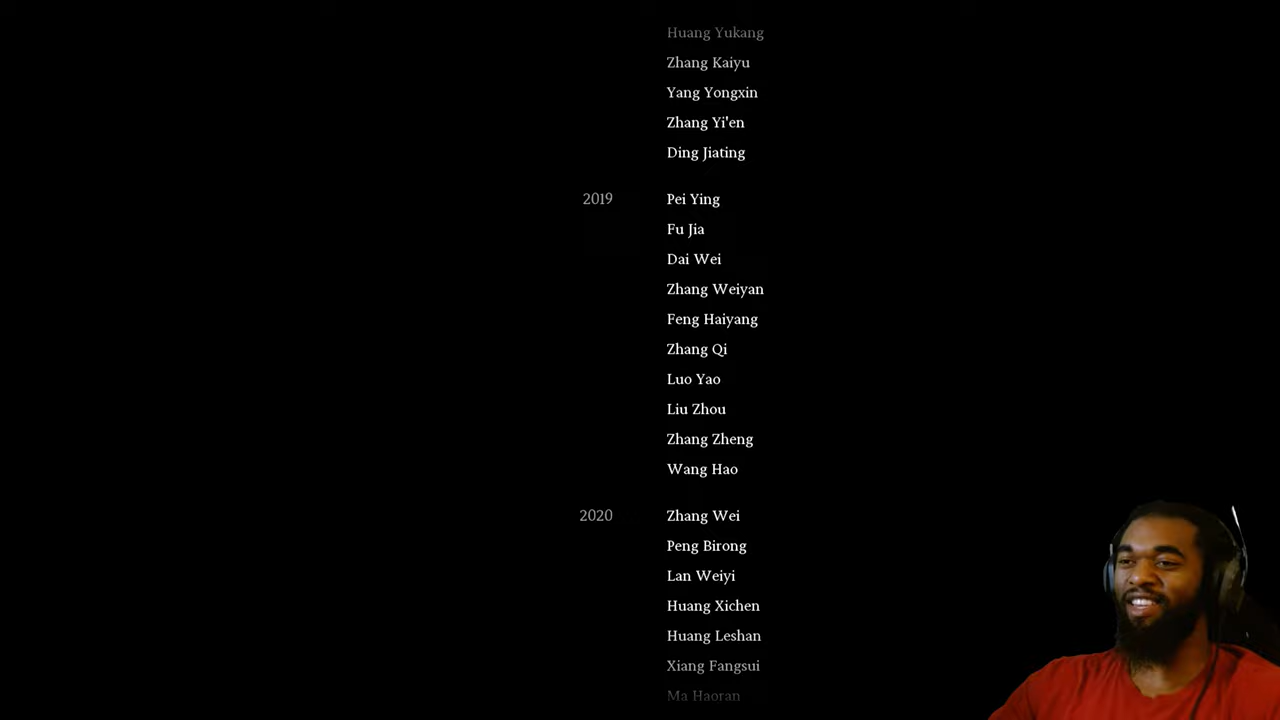 Huang Yukang
Zhang Kaiyu
Yang Yongxin
Zhang Yi'en
Ding Jiating
2019 Pei Ying
Fu Jia
Dai Wei
Zhang Weiyan
Feng Haiyang
Zhang Qi
Luo Yao
Liu Zhou
Zhang Zheng
Wang Hao
2020 Zhang Wei
Peng Birong
Lan Weiyi
Huang Xichen
Huang Leshan
Xiang Fangsui
Ma Haoran